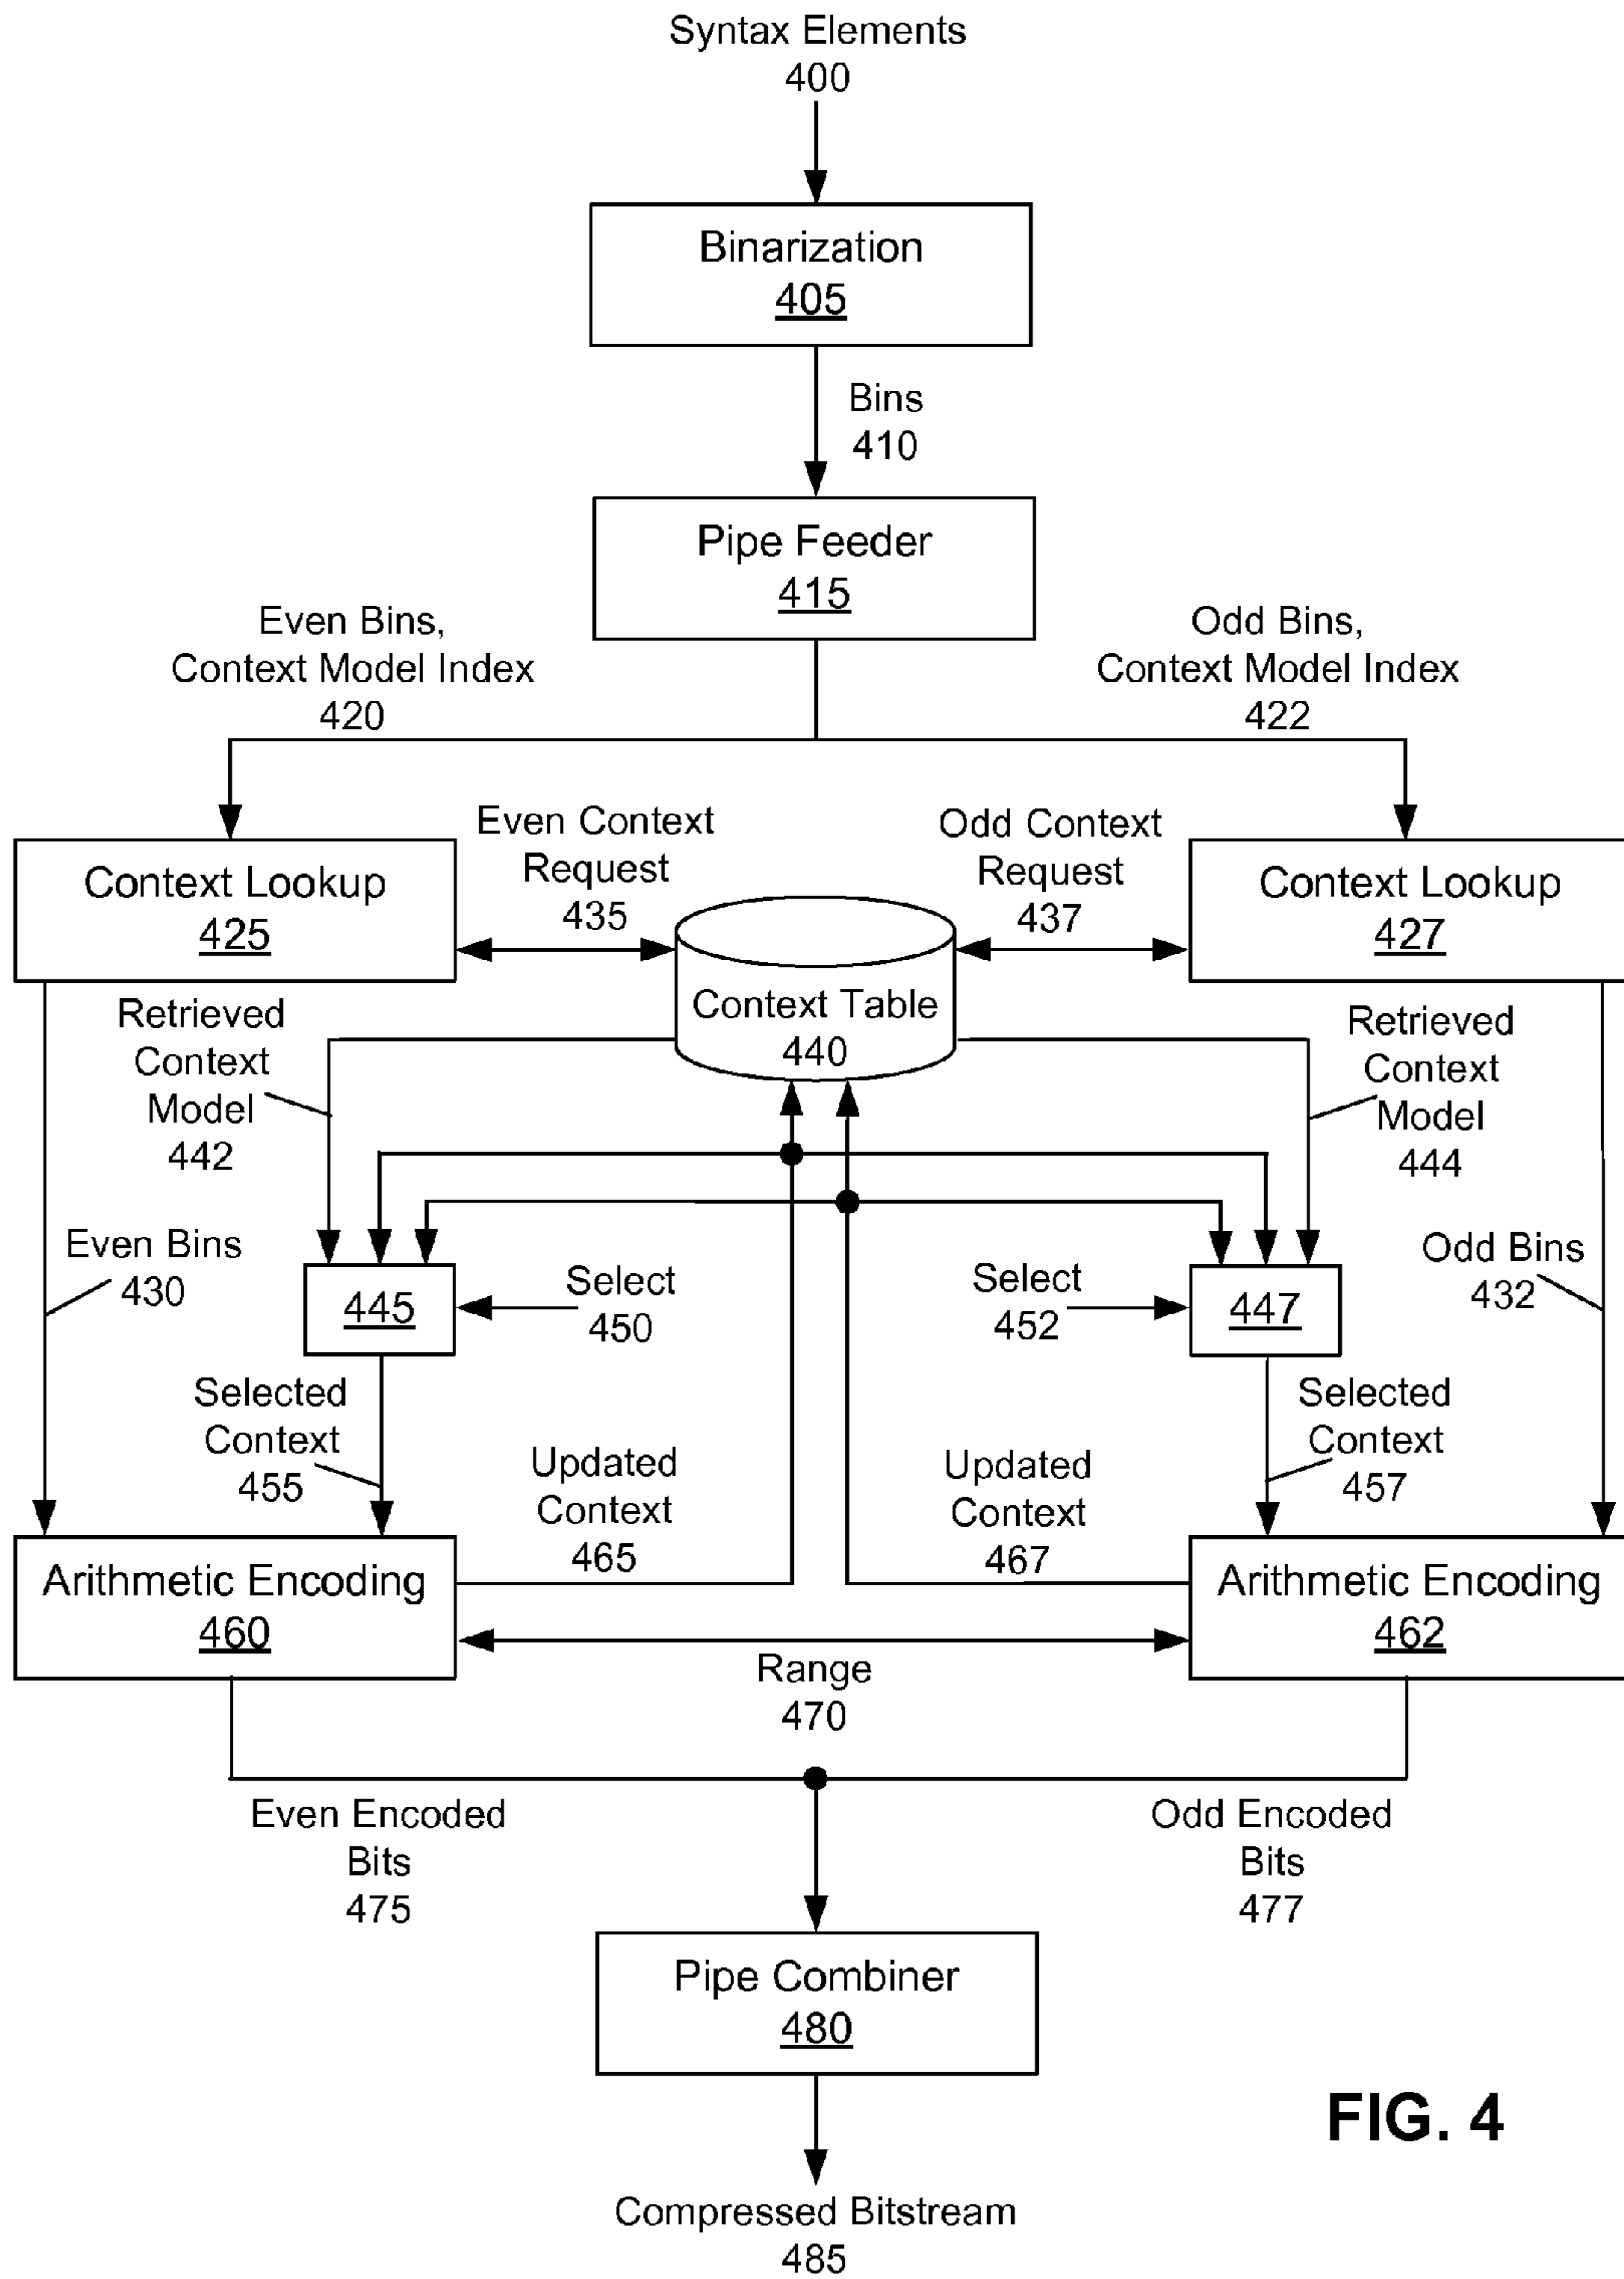 Syntax Elements
400
Binarization
405
Bins
410
Pipe Feeder
415
Even Bins,
Context Model Index
420
Odd Bins,
Context Model Index
422
Context Lookup
425
Even Context
Request
435
Odd Context
Request
437
Context Lookup
427
Context Table
440
Retrieved
Context
Model
442
Retrieved
Context
Model
444
Even Bins
430
445
Select
450
Select
452
447
Odd Bins
432
Selected
Context
455
Updated
Context
465
Updated
Context
467
Selected
Context
457
Arithmetic Encoding
460
Arithmetic Encoding
462
Range
470
Even Encoded
Bits
475
Odd Encoded
Bits
477
Pipe Combiner
480
FIG. 4
Compressed Bitstream
485